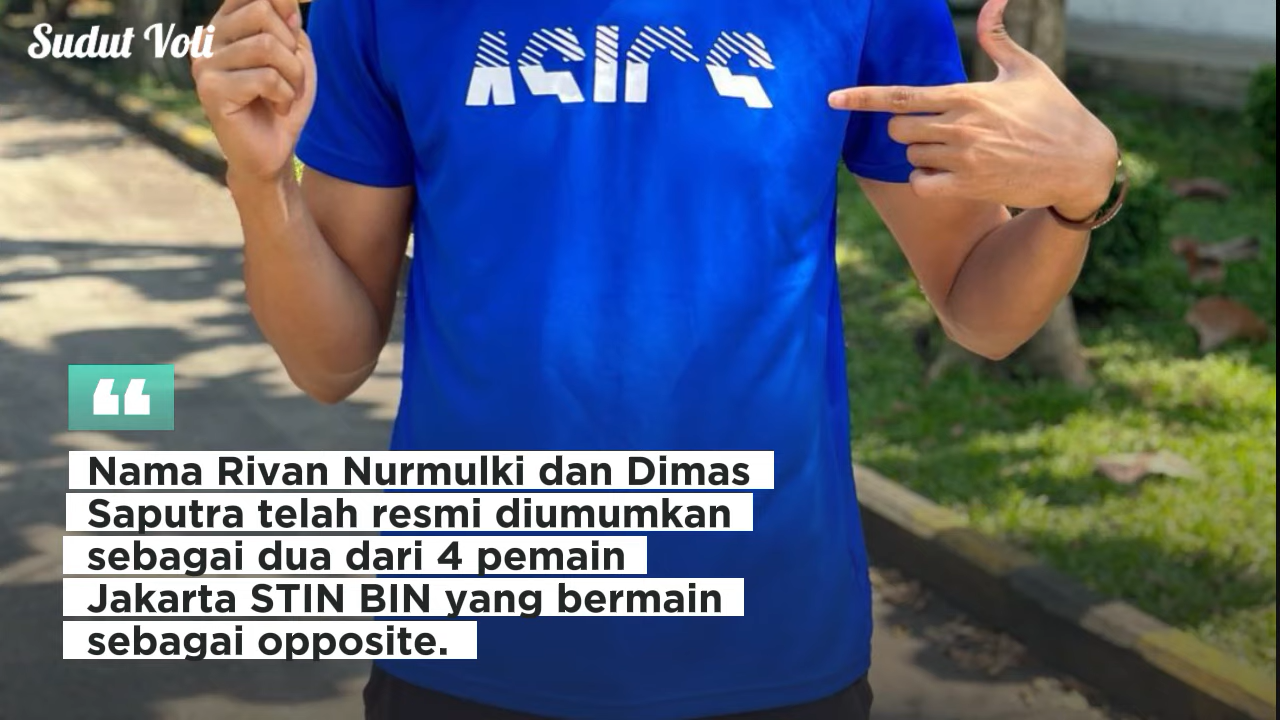 Sudut Voli
asics
Nama Rivan Nurmulki dan Dimas
Saputra telah resmi diumumkan
sebagai dua dari 4 pemain
Jakarta STIN BIN yang bermain
sebagai opposite.